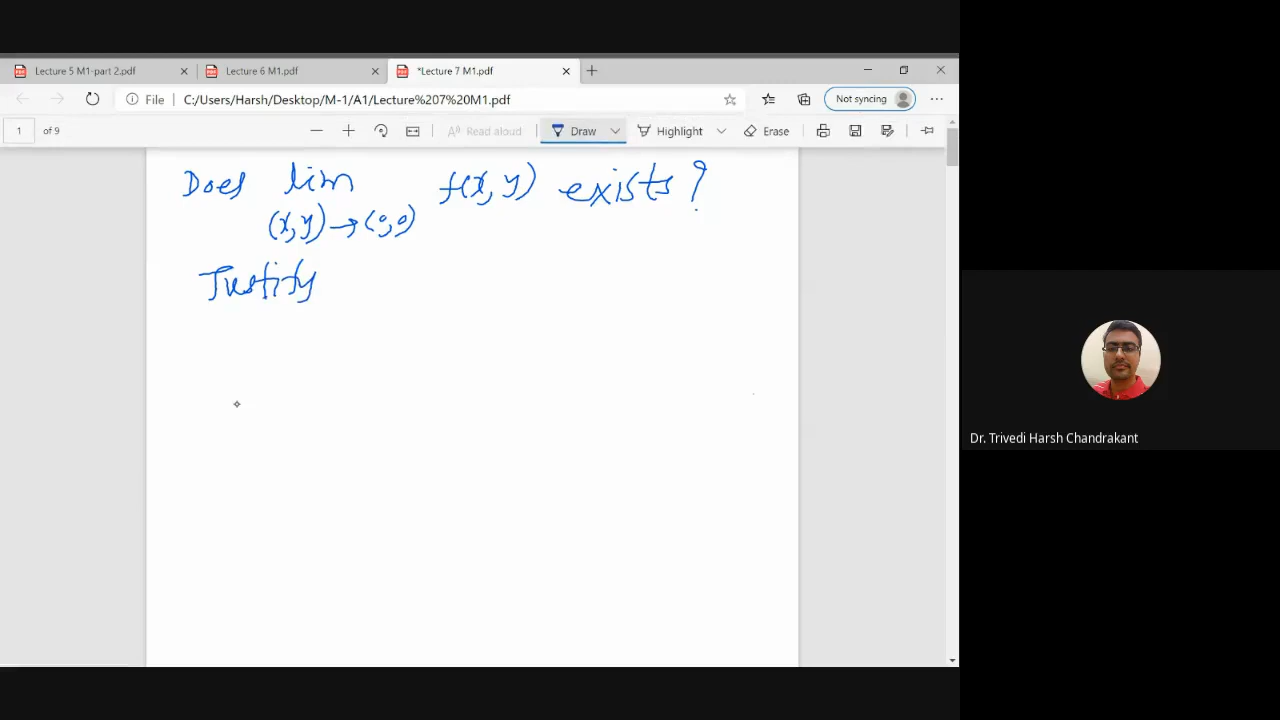 Lecture 5 M1-part 2.pdf
Lecture 6 M1.pdf
*Lecture 7 M1.pdf
File
C:/Users/Harsh/Desktop/M-1/A1/Lecture%207%20M1.pdf
Not syncing
1 of 9
Read aloud
Draw
Highlight
Erase
Does lim f(x, y) exists?
(x,y)→(0,0)
Justify
Dr. Trivedi Harsh Chandrakant